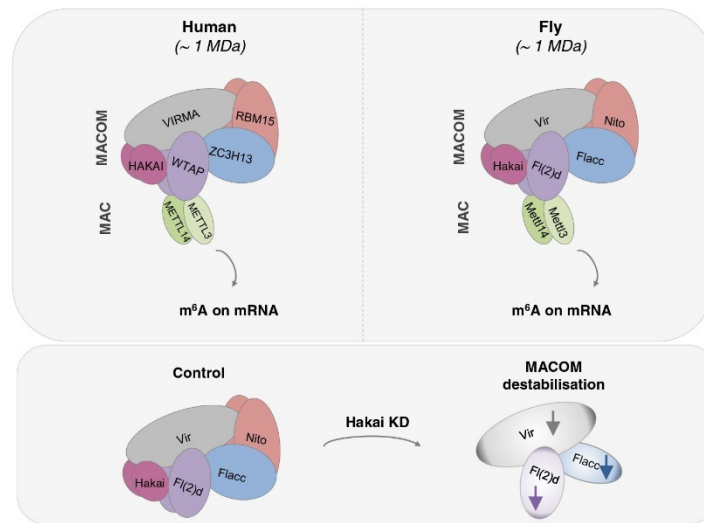 Human
(~ 1 MDa)
MACOM
MAC
VIRMA
RBM15
HAKAI
WTAP
ZC3H13
METTL14
METTL3
m⁶A on mRNA
Fly
(~ 1 MDa)
MACOM
MAC
Vir
Nito
Hakai
Fl(2)d
Flacc
Mettl14
Mettl3
m⁶A on mRNA
Control
Vir
Nito
Hakai
Fl(2)d
Flacc
Hakai KD
MACOM
destabilisation
Vir
Flacc
Fl(2)d